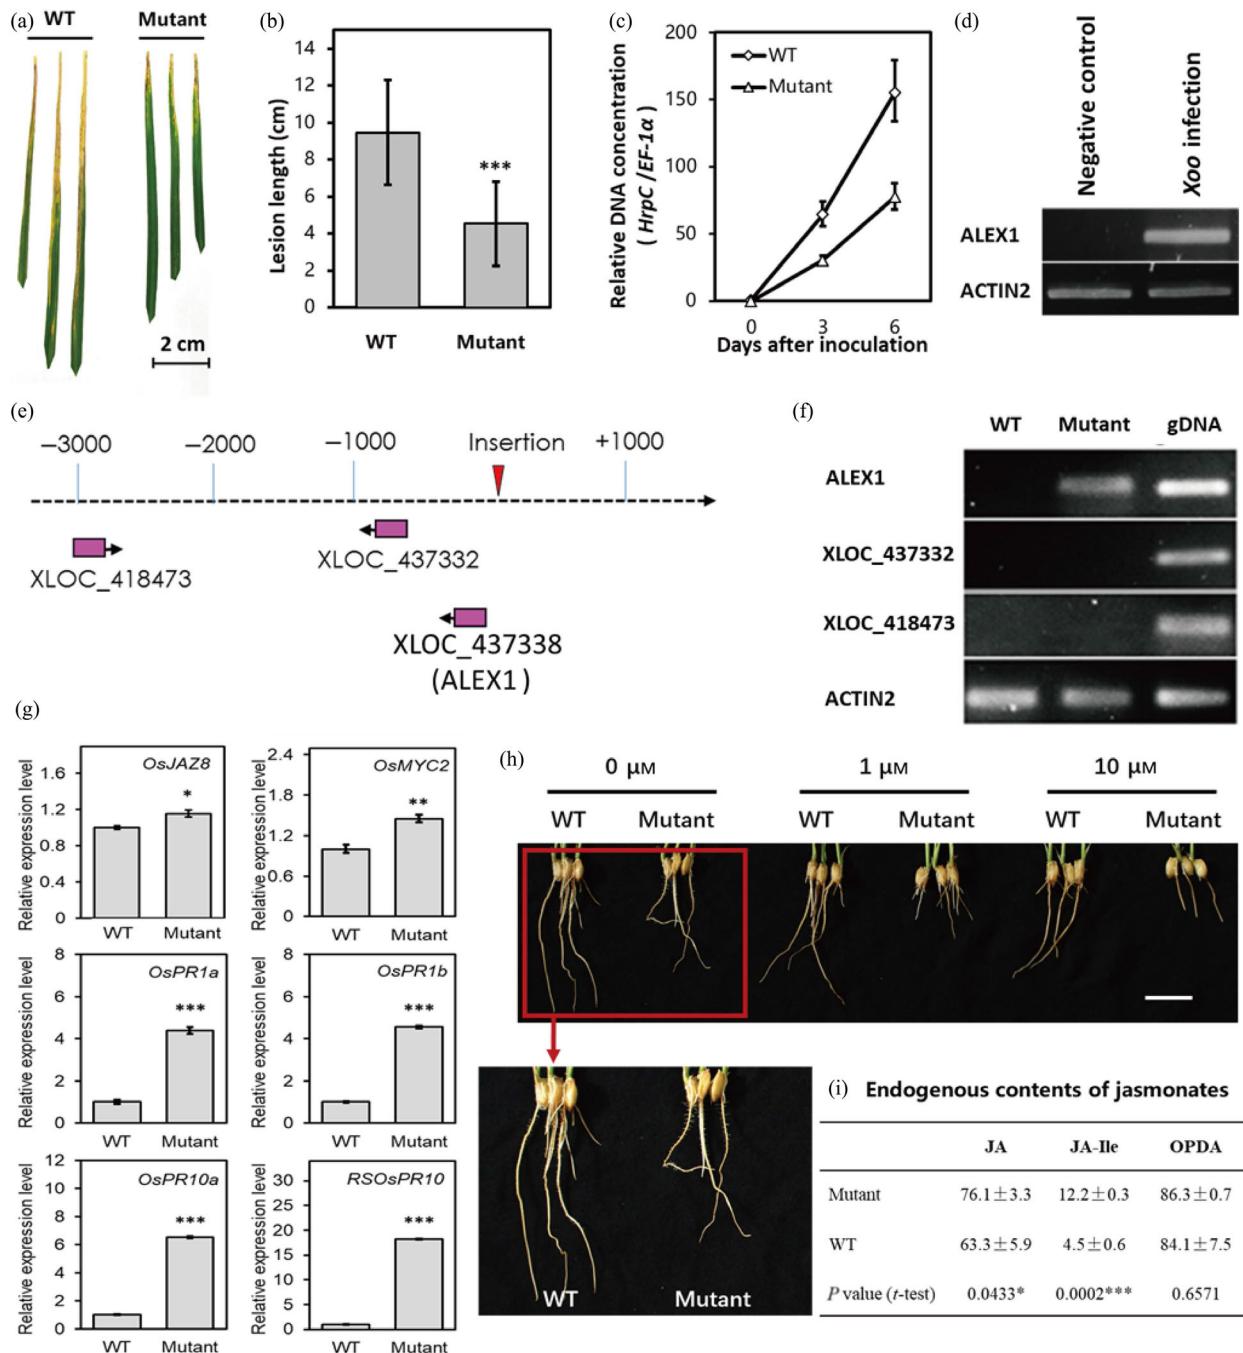 (a)
WT
Mutant
2 cm
(b)
Lesion length (cm)
14
12
10
8
6
4
2
0
***
WT
Mutant
(c)
Relative DNA concentration
( HrpC /EF-1α)
200
150
100
50
0
WT
Mutant
0
3
6
Days after inoculation
(d)
Negative control
Xoo infection
ALEX1
ACTIN2
(e)
−3000
−2000
−1000
Insertion
+1000
XLOC_418473
XLOC_437332
XLOC_437338
(ALEX1 )
(f)
WT
Mutant
gDNA
ALEX1
XLOC_437332
XLOC_418473
ACTIN2
(g)
Relative expression level
1.6
1.2
0.8
0.4
0
OsJAZ8
*
WT
Mutant
Relative expression level
2.4
1.8
1.2
0.6
0
OsMYC2
**
WT
Mutant
Relative expression level
8
6
4
2
0
OsPR1a
***
WT
Mutant
Relative expression level
8
6
4
2
0
OsPR1b
***
WT
Mutant
Relative expression level
12
10
8
6
4
2
0
OsPR10a
***
WT
Mutant
Relative expression level
30
25
20
15
10
5
0
RSOsPR10
***
WT
Mutant
(h)
0 μM
1 μM
10 μM
WT
Mutant
WT
Mutant
WT
Mutant
WT
Mutant
(i)
Endogenous contents of jasmonates
JA
JA-Ile
OPDA
Mutant
76.1±3.3
12.2±0.3
86.3±0.7
WT
63.3±5.9
4.5±0.6
84.1±7.5
P value (t-test)
0.0433*
0.0002***
0.6571